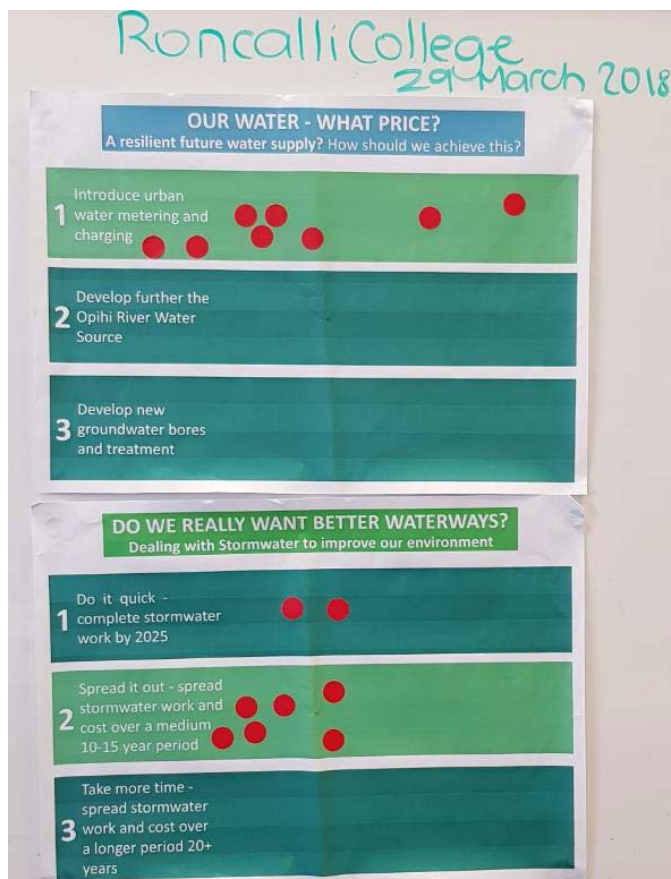 Roncalli College
29 March 2018
OUR WATER - WHAT PRICE?
A resilient future water supply? How should we achieve this?
1
Introduce urban
water metering and
charging
2
Develop further the
Opihi River Water
Source
3
Develop new
groundwater bores
and treatment
DO WE REALLY WANT BETTER WATERWAYS?
Dealing with Stormwater to improve our environment
1
Do it quick -
complete stormwater
work by 2025
2
Spread it out - spread
stormwater work and
cost over a medium
10-15 year period
3
Take more time -
spread stormwater
work and cost over
a longer period 20+
years